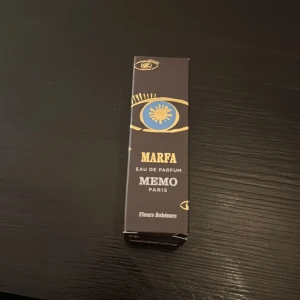 MARFA
EAU DE PARFUM
MEMO
PARIS
Fleurs Bohèmes